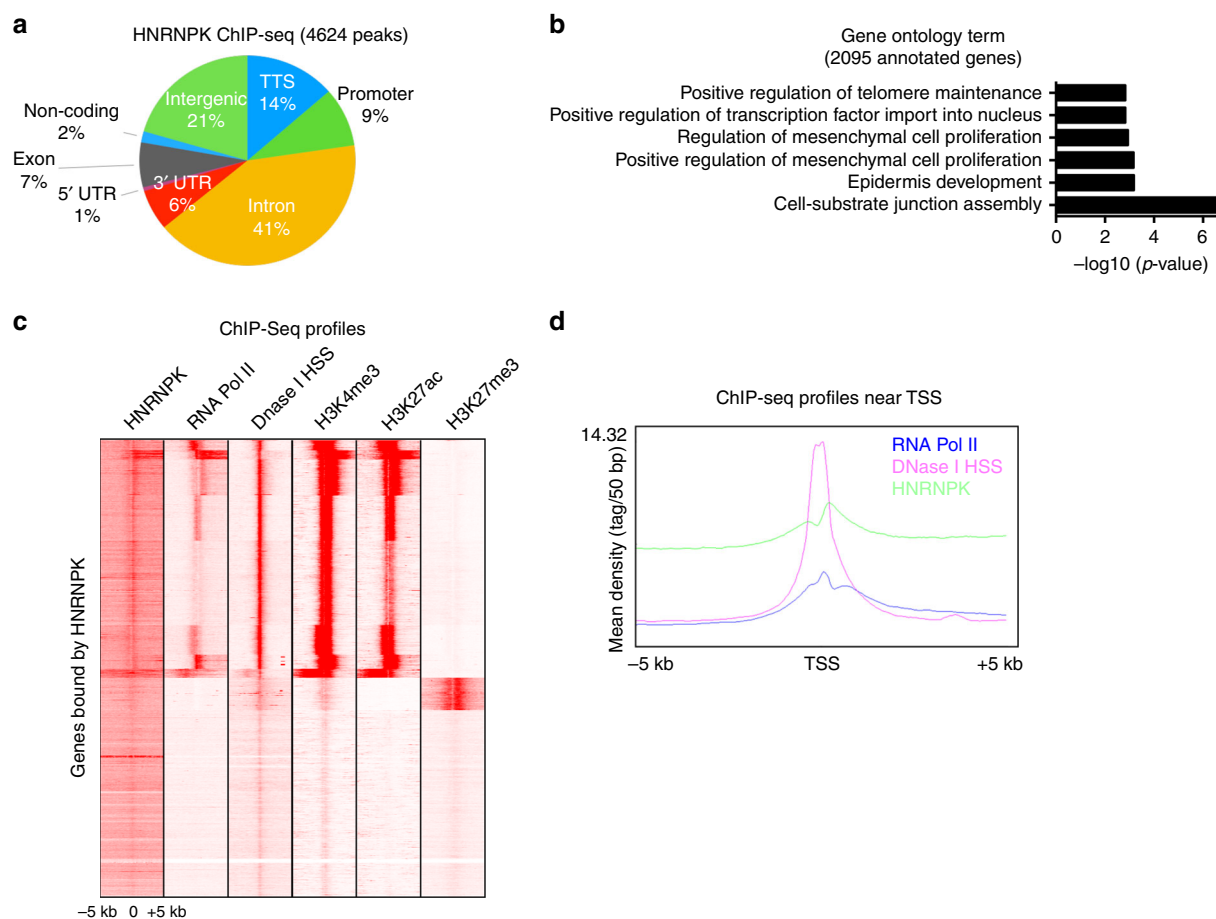 a
HNRNPK ChIP-seq (4624 peaks)
TTS
14%
Promoter
9%
Intergenic
21%
Non-coding
2%
Exon
7%
5′ UTR
1%
3′ UTR
6%
Intron
41%
b
Gene ontology term
(2095 annotated genes)
Positive regulation of telomere maintenance
Positive regulation of transcription factor import into nucleus
Regulation of mesenchymal cell proliferation
Positive regulation of mesenchymal cell proliferation
Epidermis development
Cell-substrate junction assembly
0 2 4 6
–log10 (p-value)
c
ChIP-Seq profiles
HNRNPK
RNA Pol II
Dnase I HSS
H3K4me3
H3K27ac
H3K27me3
Genes bound by HNRNPK
–5 kb 0 +5 kb
d
ChIP-seq profiles near TSS
14.32
Mean density (tag/50 bp)
RNA Pol II
DNase I HSS
HNRNPK
–5 kb TSS +5 kb